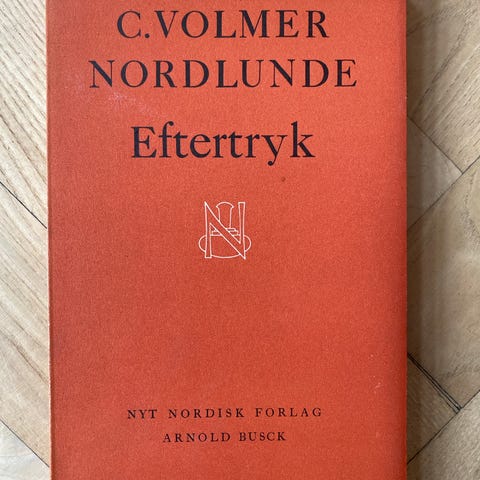 C.VOLMER
NORDLUNDE
Eftertryk
N
NYT NORDISK FORLAG
ARNOLD BUSCK